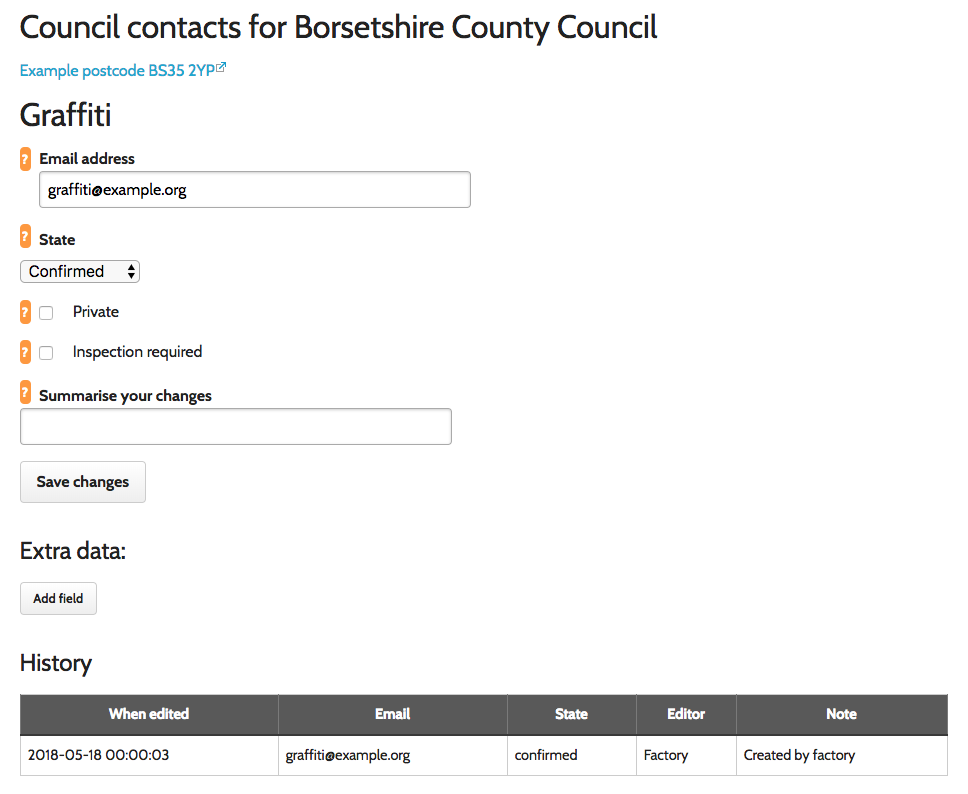 Council contacts for Borsetshire County Council
Example postcode BS35 2YP
Graffiti
? Email address
graffiti@example.org
? State
Confirmed
? Private
? Inspection required
? Summarise your changes
Save changes
Extra data:
Add field
History
When edited Email State Editor Note
2018-05-18 00:00:03 graffiti@example.org confirmed Factory Created by factory